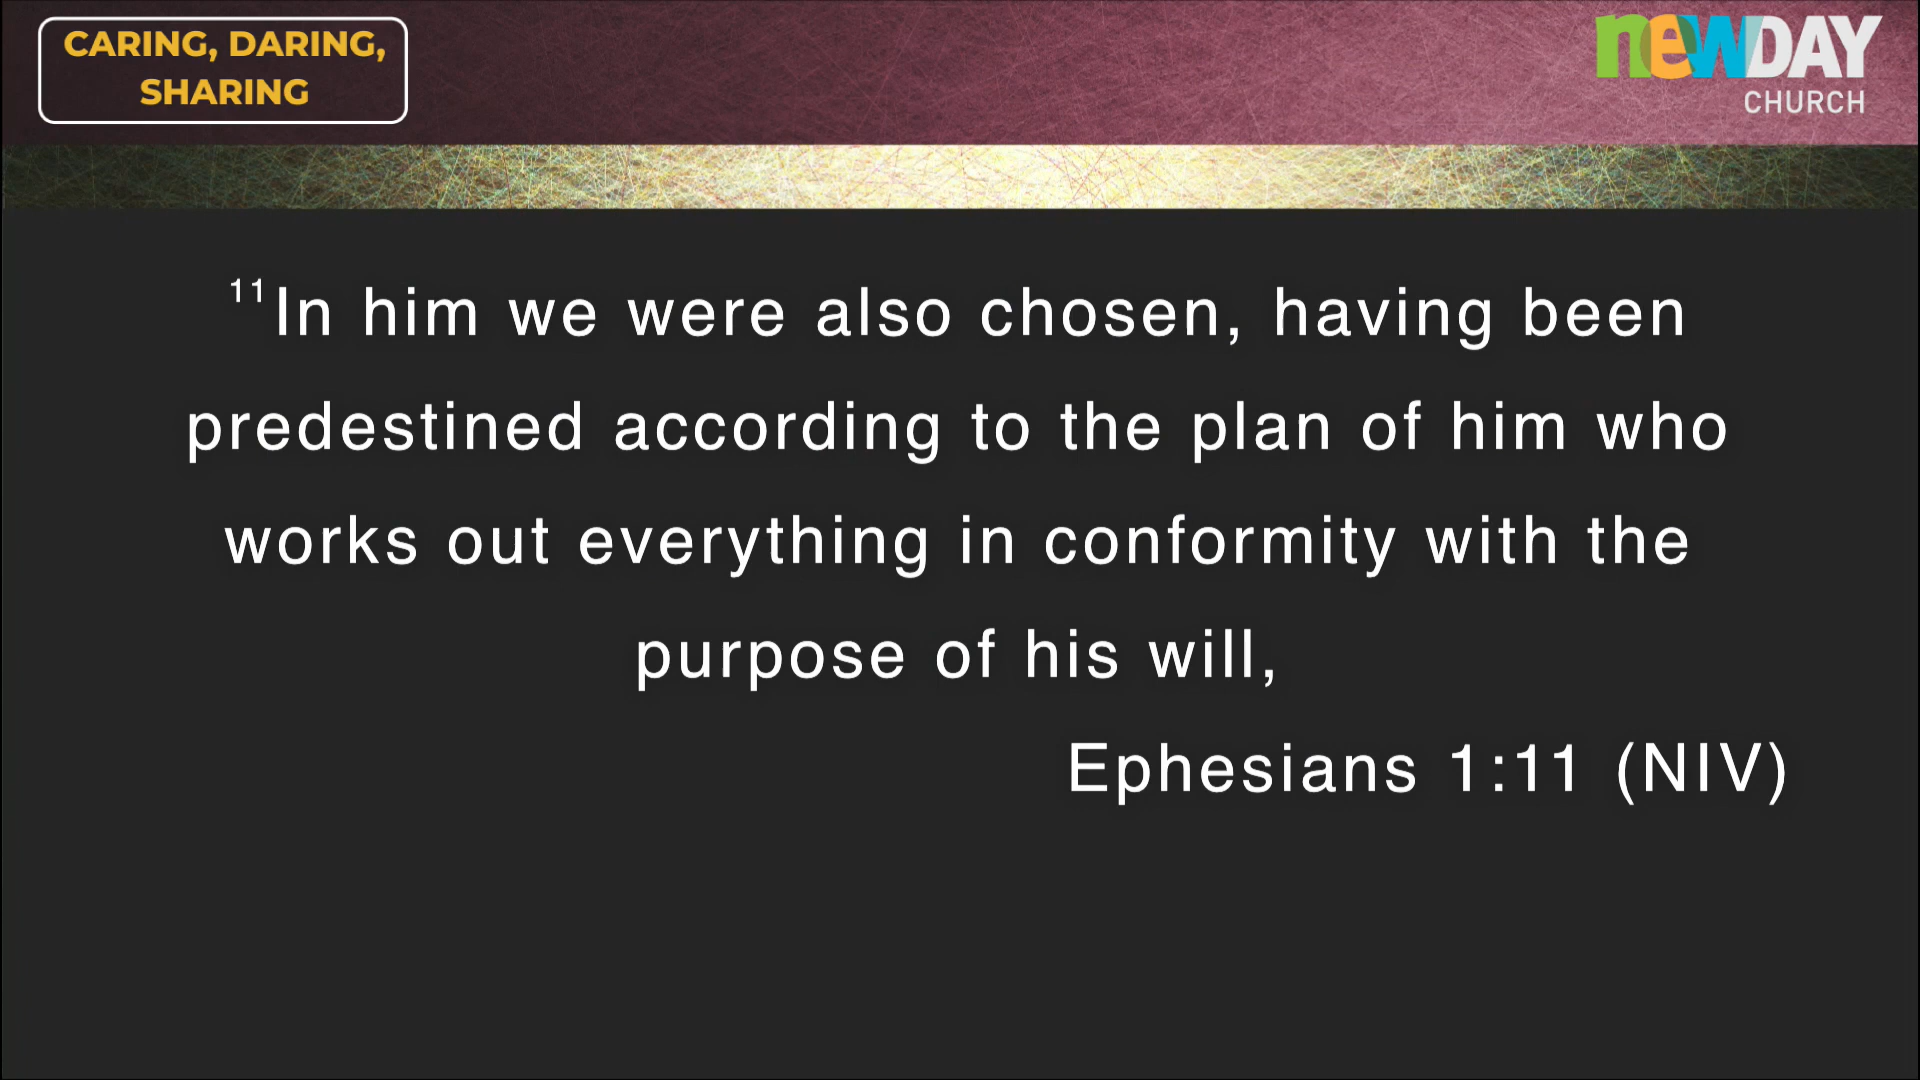 CARING, DARING,
SHARING
newDAY
CHURCH
11In him we were also chosen, having been
predestined according to the plan of him who
works out everything in conformity with the
purpose of his will,
Ephesians 1:11 (NIV)